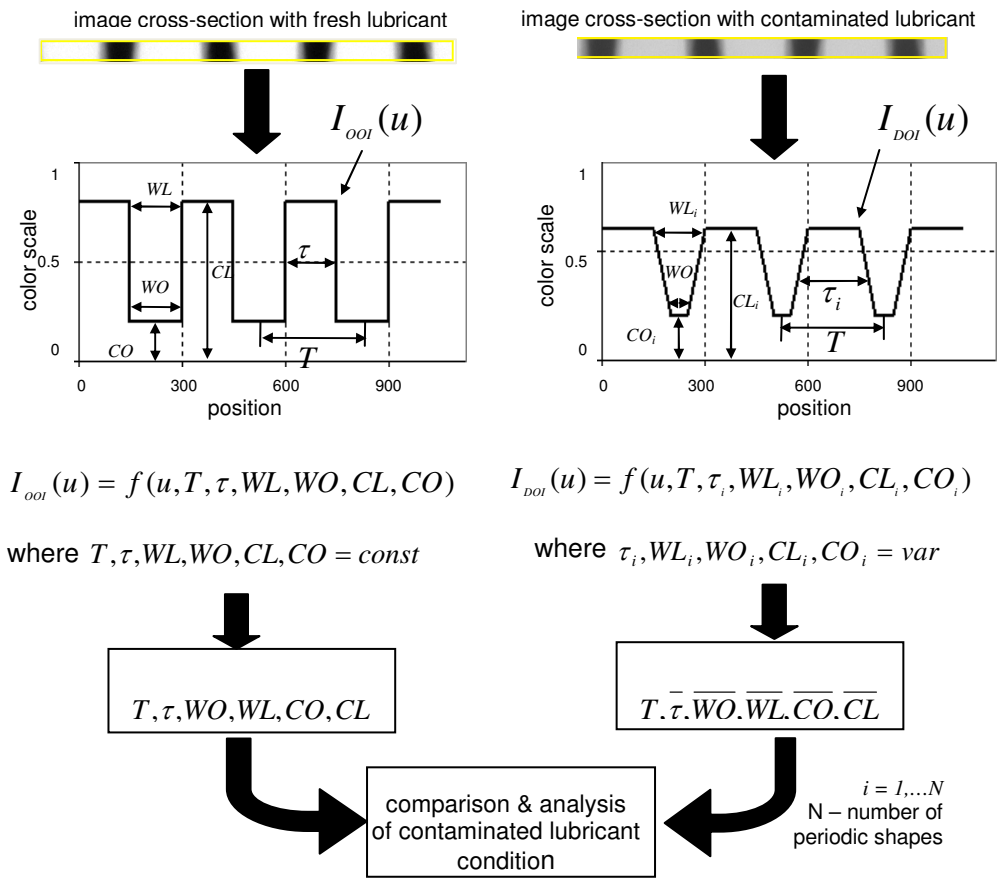 image cross-section with fresh lubricant
I_OOI(u)
1
0.5
0
color scale
WL
WO
CO
CL
τ
T
0 300 600 900
position
I_OOI(u) = f(u,T,τ,WL,WO,CL,CO)
where T,τ,WL,WO,CL,CO = const
T,τ,WO,WL,CO,CL
image cross-section with contaminated lubricant
I_DOI(u)
1
0.5
0
color scale
WL_i
WO
CO_i
CL_i
τ_i
T
0 300 600 900
position
I_DOI(u) = f(u,T,τ_i,WL_i,WO_i,CL_i,CO_i)
where τ_i,WL_i,WO_i,CL_i,CO_i = var
T.τ̅.W̅O̅.W̅L̅.C̅O̅.C̅L̅
comparison & analysis
of contaminated lubricant
condition
i = 1,...N
N – number of
periodic shapes